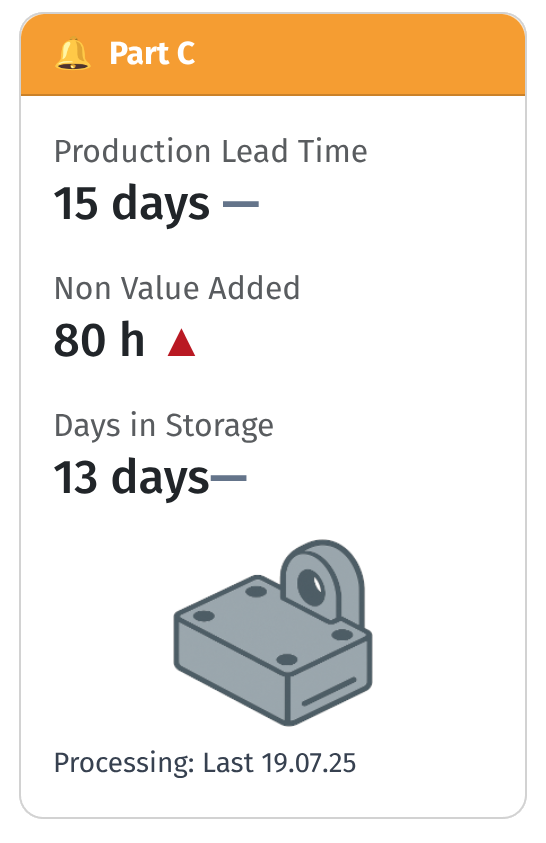 🔔 Part C
Production Lead Time
15 days —
Non Value Added
80 h ▲
Days in Storage
13 days—
Processing: Last 19.07.25